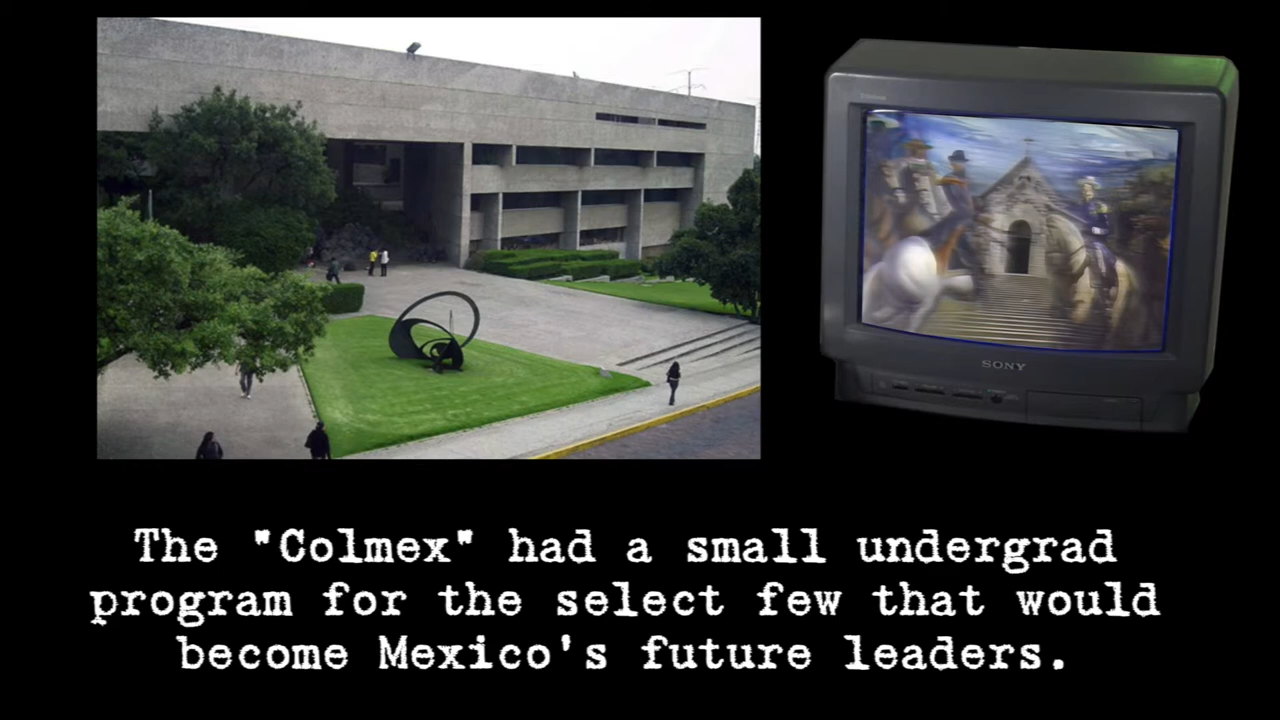 SONY
The "Colmex" had a small undergrad
program for the select few that would
become Mexico's future leaders.